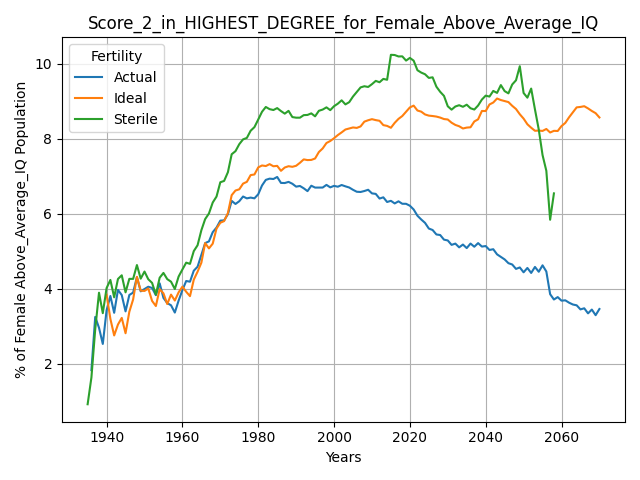 Score_2_in_HIGHEST_DEGREE_for_Female_Above_Average_IQ
Fertility
Actual
Ideal
Sterile
% of Female Above_Average_IQ Population
10
8
6
4
2
1940 1960 1980 2000 2020 2040 2060
Years